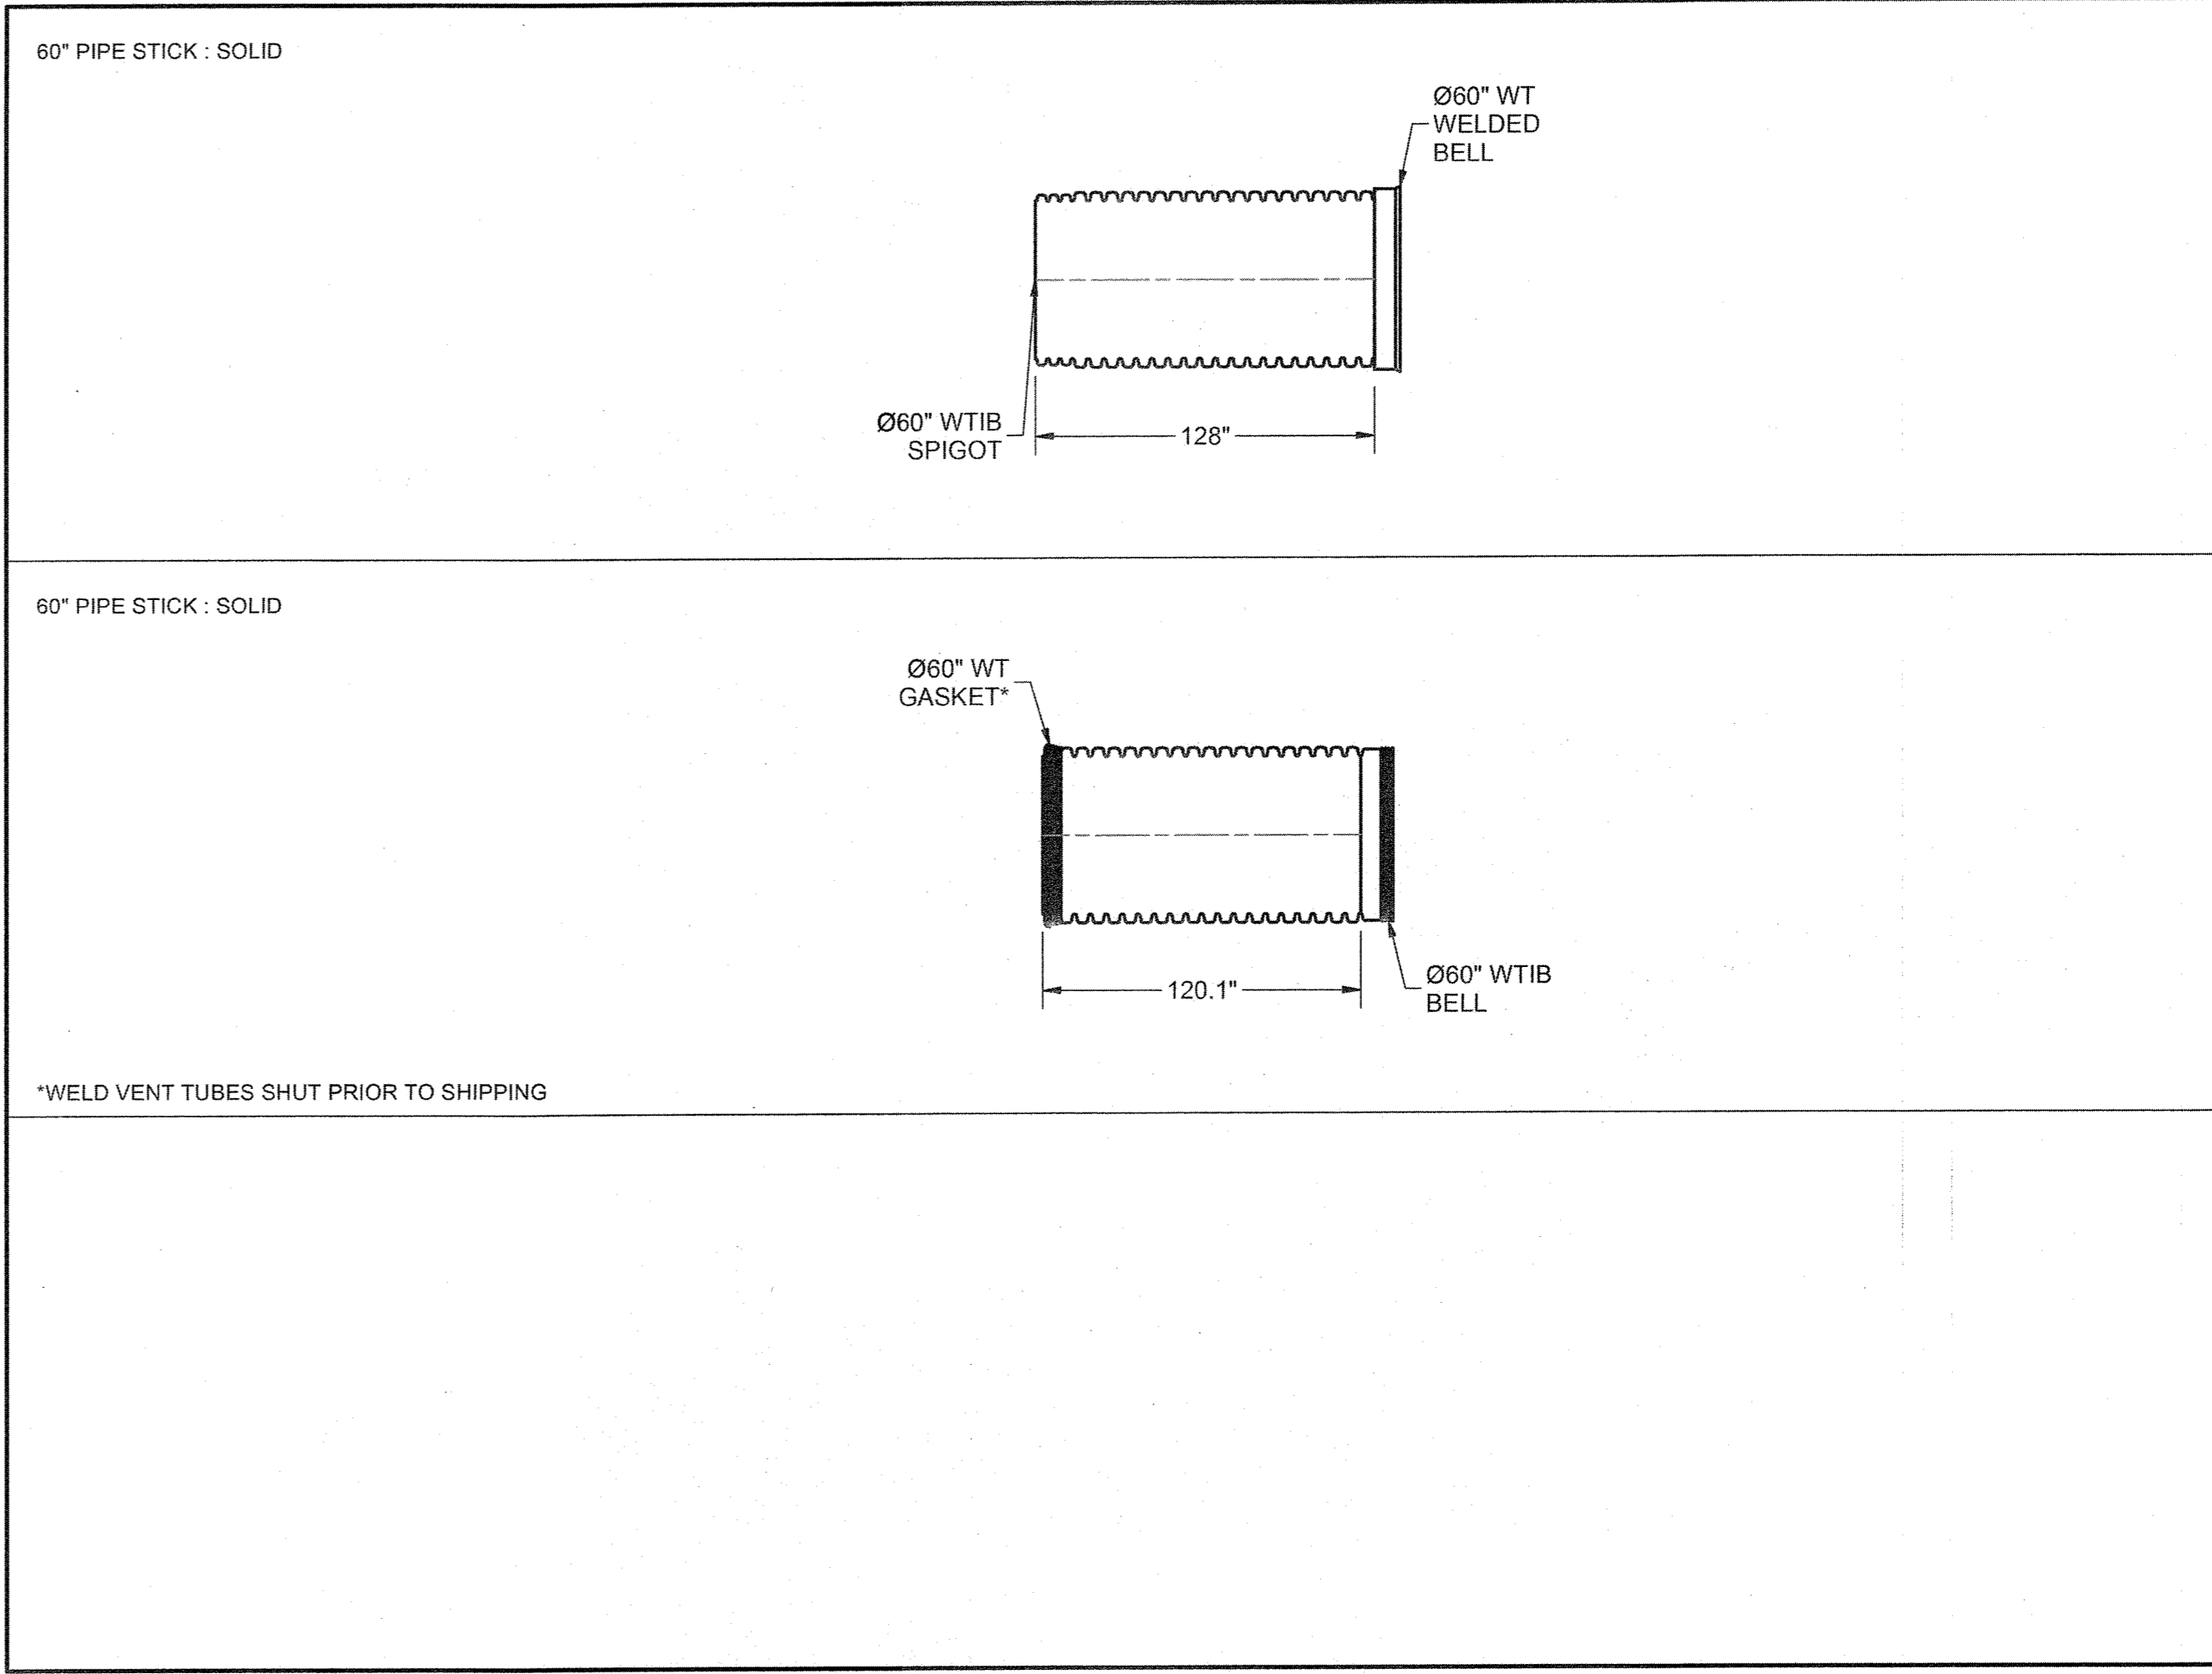 60" PIPE STICK : SOLID
Ø60" WT
WELDED
BELL
Ø60" WTIB
SPIGOT
128"
60" PIPE STICK : SOLID
Ø60" WT
GASKET*
120.1"
Ø60" WTIB
BELL
*WELD VENT TUBES SHUT PRIOR TO SHIPPING